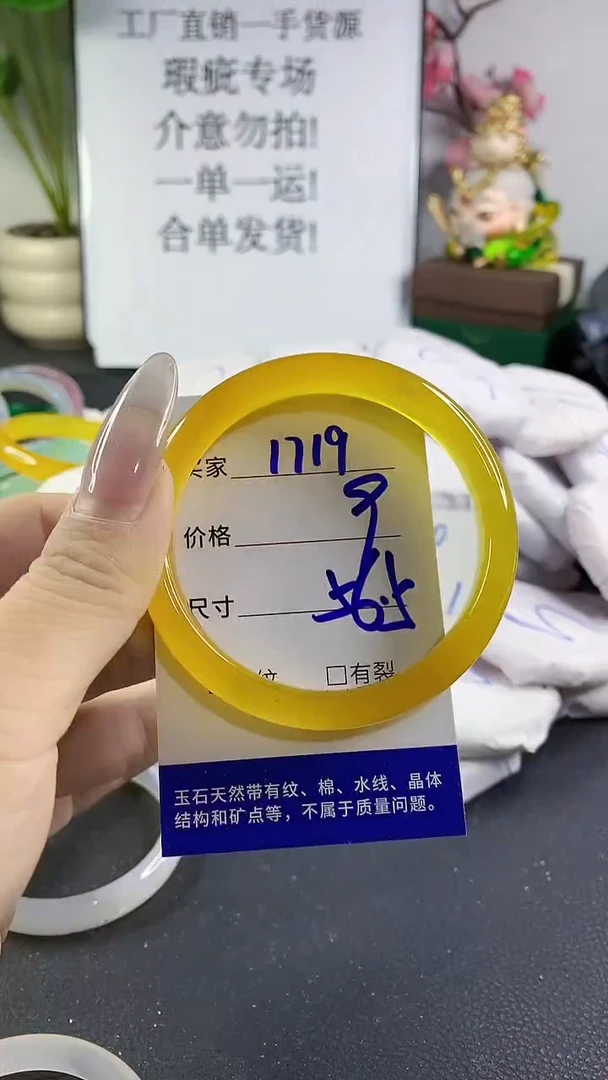 工厂直销一手货源
瑕疵专场
介意勿拍!
一单一运!
合单发货!
买家 1719
价格
尺寸 56.5
纹 □有裂
玉石天然带有纹、棉、水线、晶体
结构和矿点等，不属于质量问题。